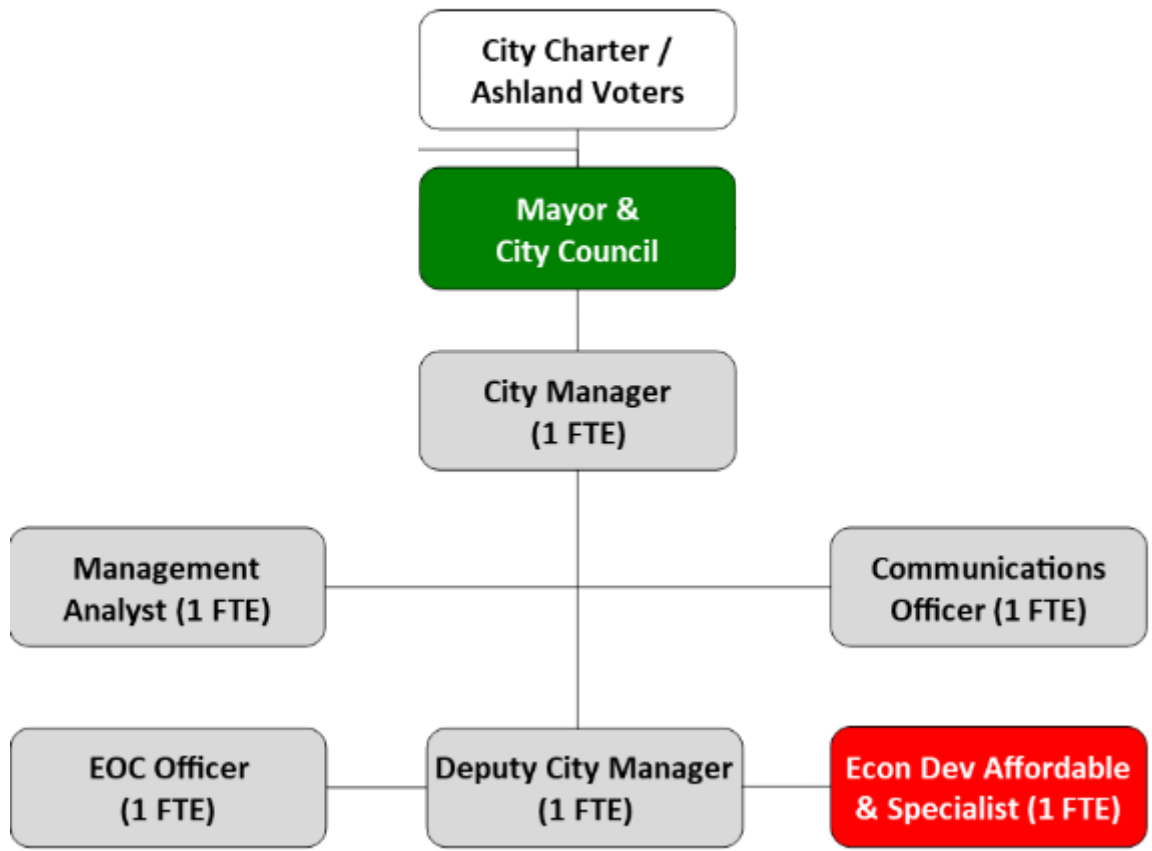 City Charter /
Ashland Voters
Mayor &
City Council
City Manager
(1 FTE)
Management
Analyst (1 FTE)
Communications
Officer (1 FTE)
EOC Officer
(1 FTE)
Deputy City Manager
(1 FTE)
Econ Dev Affordable
& Specialist (1 FTE)